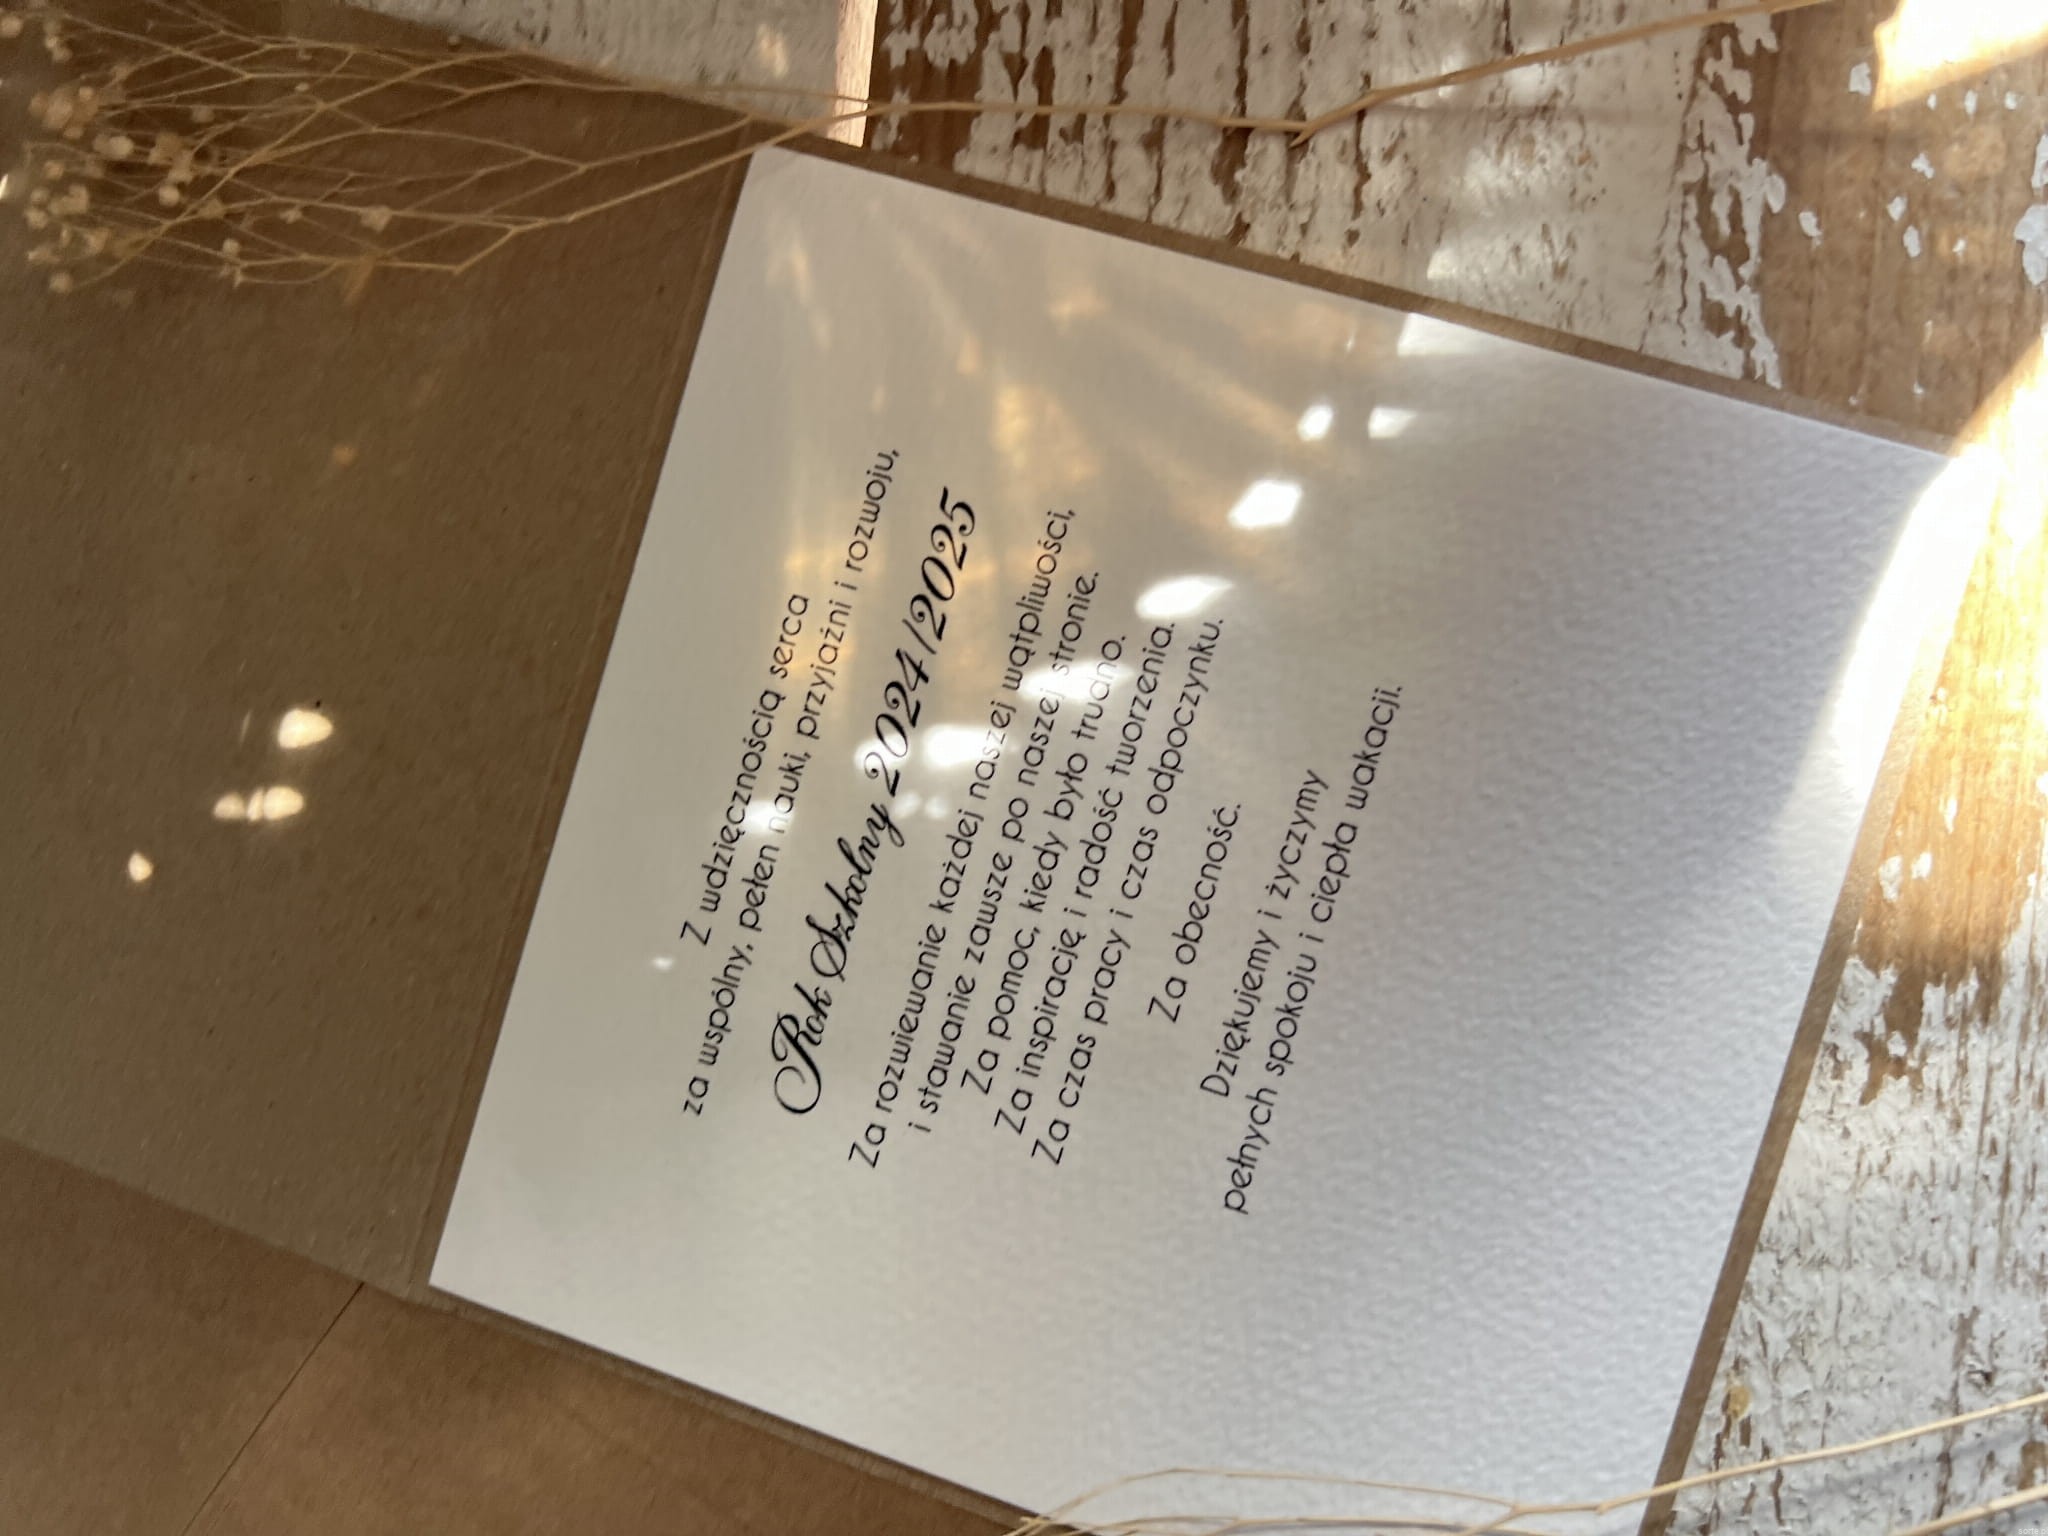 Z wdzięcznością serca
za wspólny, pełen nauki, przyjaźni i rozwoju,
Rok Szkolny 2024/2025
Za rozwiewanie każdej naszej wątpliwości,
i stawanie zawsze po naszej stronie.
Za pomoc, kiedy było trudno.
Za inspirację i radość tworzenia.
Za czas pracy i czas odpoczynku.
Za obecność.
Dziękujemy i życzymy
pełnych spokoju i ciepła wakacji.